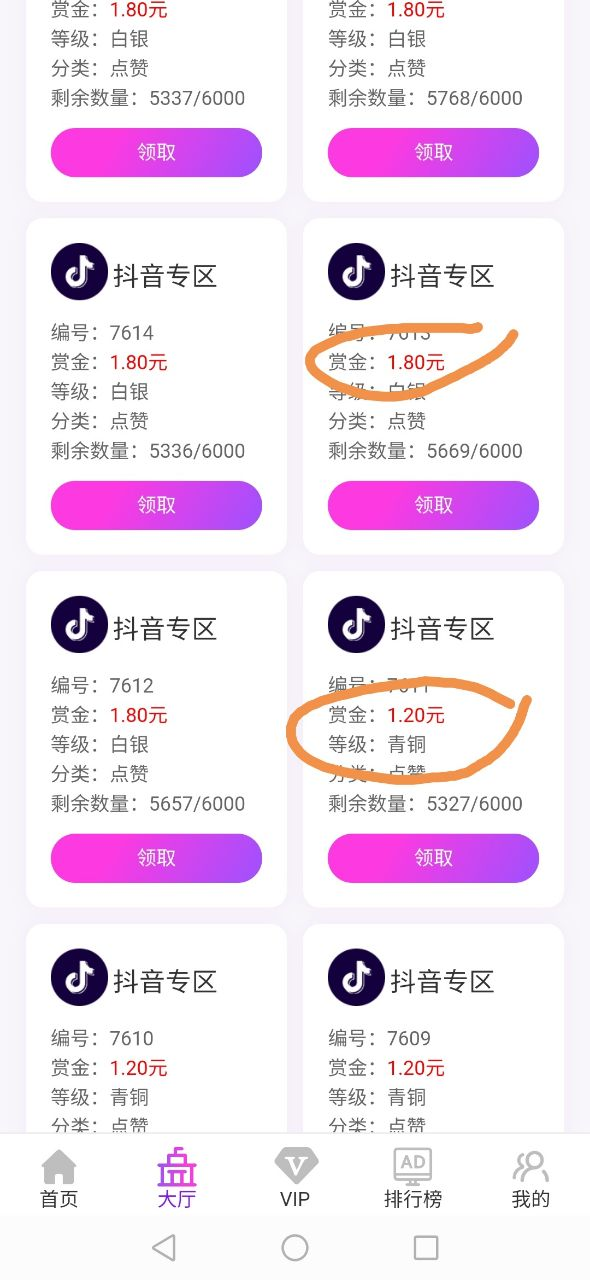 赏金：1.80元
等级：白银
分类：点赞
剩余数量：5337/6000
领取
赏金：1.80元
等级：白银
分类：点赞
剩余数量：5768/6000
领取
抖音专区
编号：7614
赏金：1.80元
等级：白银
分类：点赞
剩余数量：5336/6000
领取
抖音专区
编号：7613
赏金：1.80元
等级：白银
分类：点赞
剩余数量：5669/6000
领取
抖音专区
编号：7612
赏金：1.80元
等级：白银
分类：点赞
剩余数量：5657/6000
领取
抖音专区
编号：7611
赏金：1.20元
等级：青铜
分类：点赞
剩余数量：5327/6000
领取
抖音专区
编号：7610
赏金：1.20元
等级：青铜
分类：点赞
抖音专区
编号：7609
赏金：1.20元
等级：青铜
分类：点赞
首页
大厅
V
VIP
AD
排行榜
我的